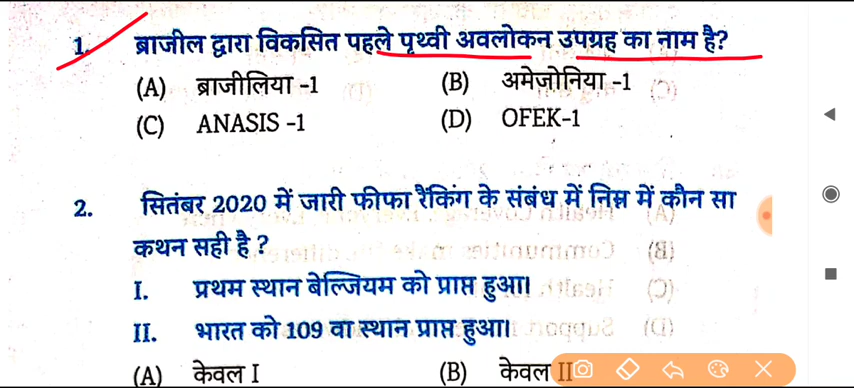 1. ब्राजील द्वारा विकसित पहले पृथ्वी अवलोकन उपग्रह का नाम है?
(A) ब्राजीलिया -1 (B) अमेज़ोनिया -1
(C) ANASIS -1 (D) OFEK-1
2. सितंबर 2020 में जारी फीफा रैंकिंग के संबंध में निम्न में कौन सा
कथन सही है ?
I. प्रथम स्थान बेल्जियम को प्राप्त हुआ।
II. भारत को 109 वा स्थान प्राप्त हुआ।
(A) केवल I (B) केवल II